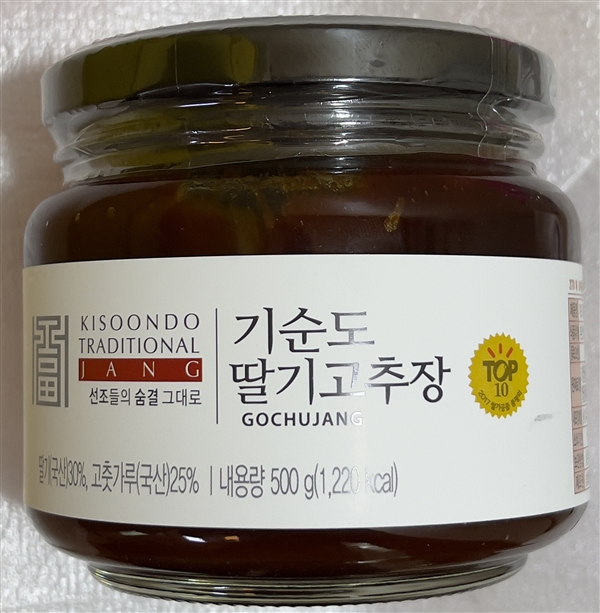 KISOONDO
TRADITIONAL
JANG
선조들의 숨결 그대로
기순도
딸기고추장
GOCHUJANG
TOP
10
딸기(국산)30%, 고춧가루(국산)25% | 내용량 500 g(1,220 kcal)